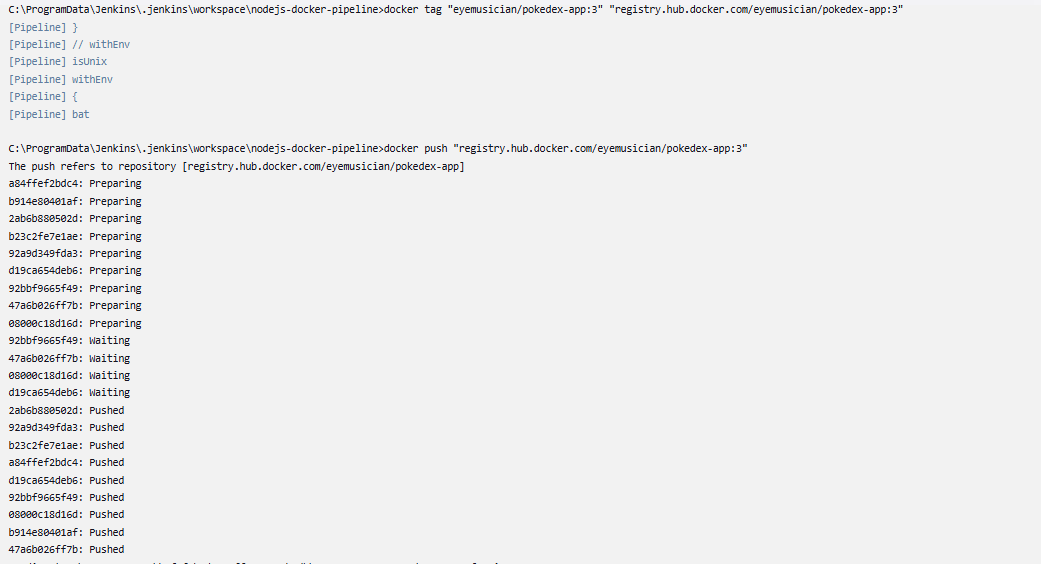 C:\ProgramData\Jenkins\.jenkins\workspace\nodejs-docker-pipeline>docker tag "eyemusician/pokedex-app:3" "registry.hub.docker.com/eyemusician/pokedex-app:3"
[Pipeline] }
[Pipeline] // withEnv
[Pipeline] isUnix
[Pipeline] withEnv
[Pipeline] {
[Pipeline] bat
C:\ProgramData\Jenkins\.jenkins\workspace\nodejs-docker-pipeline>docker push "registry.hub.docker.com/eyemusician/pokedex-app:3"
The push refers to repository [registry.hub.docker.com/eyemusician/pokedex-app]
a84ffef2bdc4: Preparing
b914e80401af: Preparing
2ab6b880502d: Preparing
b23c2fe7e1ae: Preparing
92a9d349fda3: Preparing
d19ca654deb6: Preparing
92bbf9665f49: Preparing
47a6b026ff7b: Preparing
08000c18d16d: Preparing
92bbf9665f49: Waiting
47a6b026ff7b: Waiting
08000c18d16d: Waiting
d19ca654deb6: Waiting
2ab6b880502d: Pushed
92a9d349fda3: Pushed
b23c2fe7e1ae: Pushed
a84ffef2bdc4: Pushed
d19ca654deb6: Pushed
92bbf9665f49: Pushed
08000c18d16d: Pushed
b914e80401af: Pushed
47a6b026ff7b: Pushed